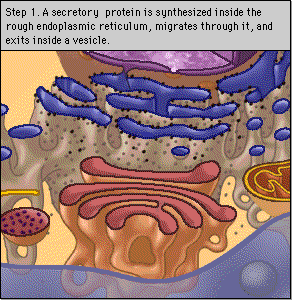 Step 1. A secretory protein is synthesized inside the
rough endoplasmic reticulum, migrates through it, and
exits inside a vesicle.